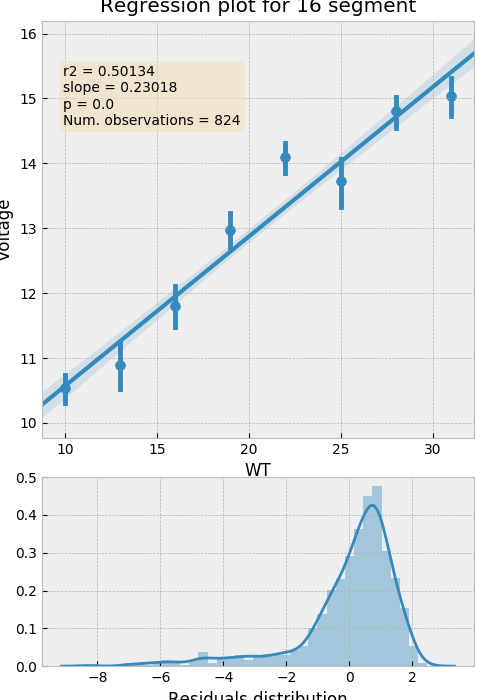 Regression plot for 16 segment
16
15
14
13
12
11
10
r2 = 0.50134
slope = 0.23018
p = 0.0
Num. observations = 824
Voltage
10 15 20 25 30
WT
0.5
0.4
0.3
0.2
0.1
0.0
−8 −6 −4 −2 0 2
Residuals distribution